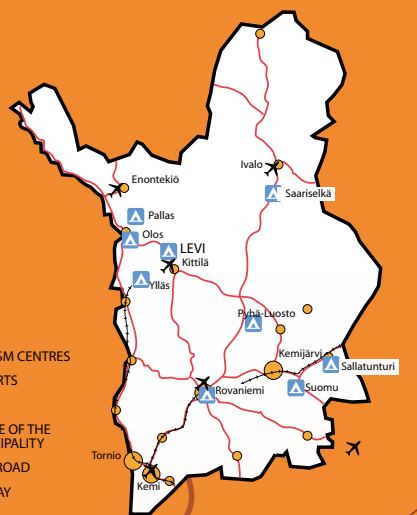 Ivalo
Saariselkä
Enontekiö
Pallas
Olos
LEVI
Kittilä
Ylläs
Pyhä-Luosto
Kemijärvi
Sallatunturi
Suomu
Rovaniemi
Tornio
Kemi
SM CENTRES
RTS
E OF THE
CIPALITY
ROAD
AY